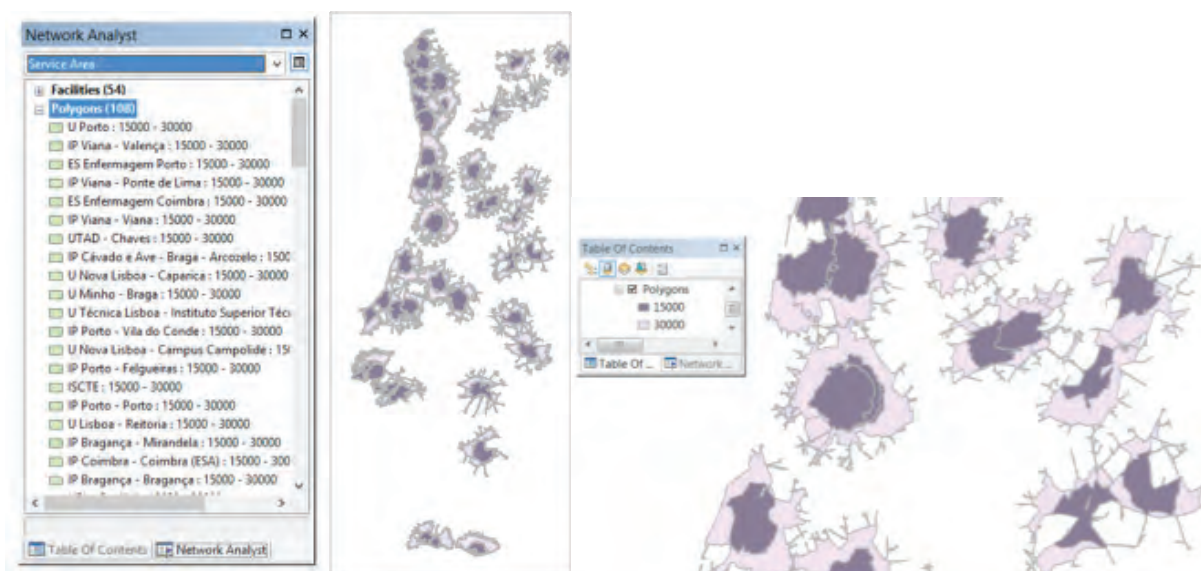 Network Analyst
Service Area
Facilities (54)
Polygons (108)
U Porto : 15000 - 30000
IP Viana - Valença : 15000 - 30000
ES Enfermagem Porto : 15000 - 30000
IP Viana - Ponte de Lima : 15000 - 30000
ES Enfermagem Coimbra : 15000 - 30000
IP Viana - Viana : 15000 - 30000
UTAD - Chaves : 15000 - 30000
IP Cávado e Ave - Braga - Arcozelo : 1500
U Nova Lisboa - Caparica : 15000 - 30000
U Minho - Braga : 15000 - 30000
U Técnica Lisboa - Instituto Superior Téc
IP Porto - Vila do Conde : 15000 - 30000
U Nova Lisboa - Campus Campolide : 15
IP Porto - Felgueiras : 15000 - 30000
ISCTE : 15000 - 30000
IP Porto - Porto : 15000 - 30000
U Lisboa - Reitoria : 15000 - 30000
IP Bragança - Mirandela : 15000 - 30000
IP Coimbra - Coimbra (ESA) : 15000 - 300
IP Bragança - Bragança : 15000 - 30000
Table Of Contents
Network Analyst
Table Of Contents
Polygons
15000
30000
Table Of ...
Network...